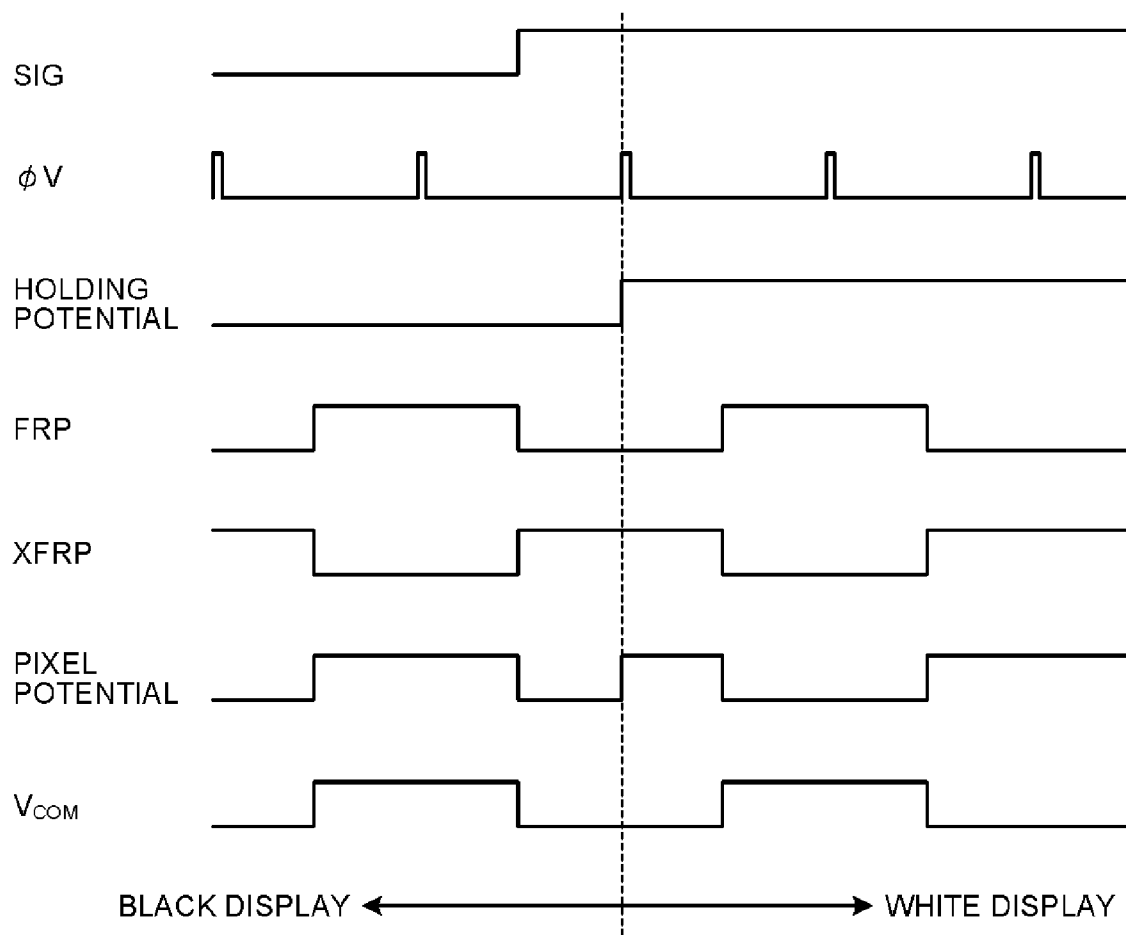 SIG
φV
HOLDING
POTENTIAL
FRP
XFRP
PIXEL
POTENTIAL
VCOM
BLACK DISPLAY
WHITE DISPLAY